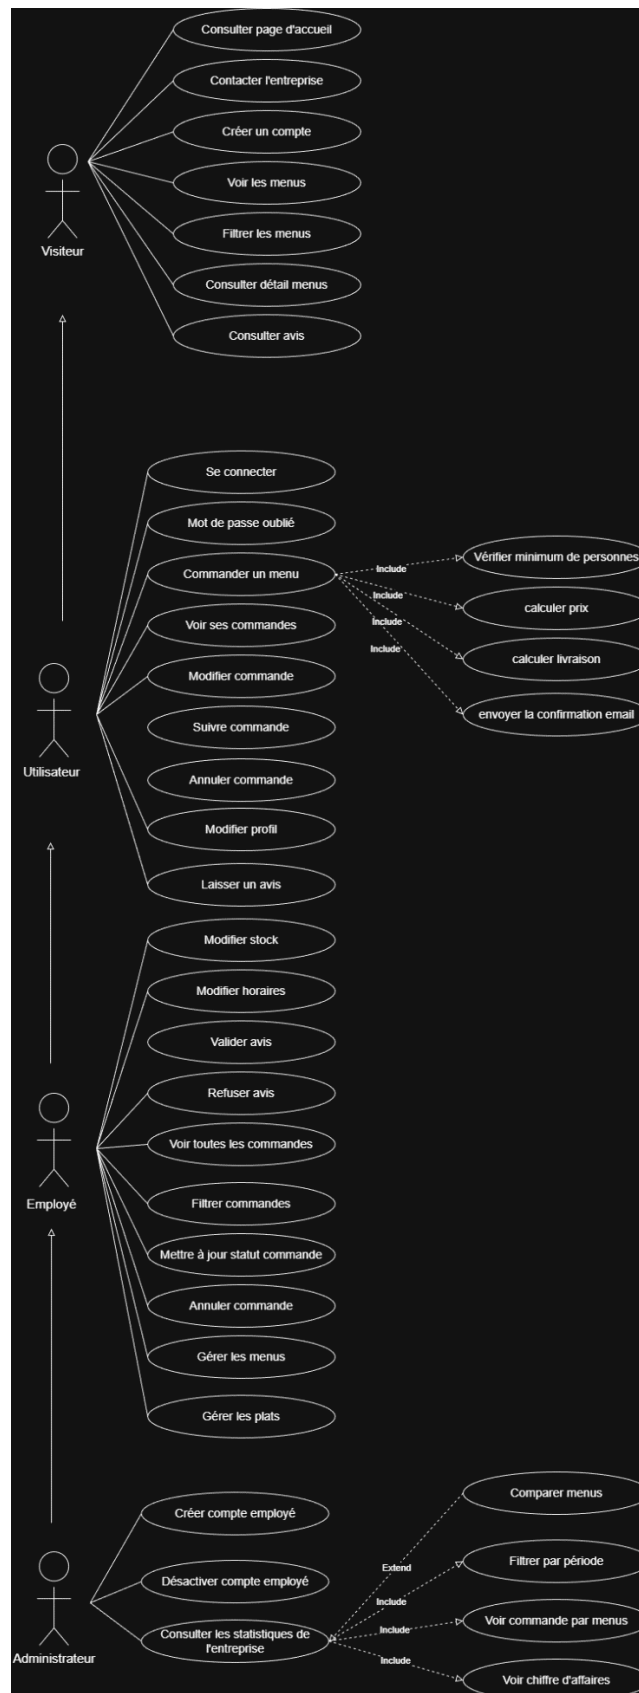 Consulter page d'accueil
Contacter l'entreprise
Créer un compte
Voir les menus
Visiteur
Filtrer les menus
Consulter détail menus
Consulter avis
Se connecter
Mot de passe oublié
Vérifier minimum de personnes
Include
Commander un menu
Include
calculer prix
Voir ses commandes
Include
Include
calculer livraison
Modifier commande
envoyer la confirmation email
Suivre commande
Utilisateur
Annuler commande
Modifier profil
Laisser un avis
Modifier stock
Modifier horaires
Valider avis
Refuser avis
Voir toutes les commandes
Employé
Filtrer commandes
Mettre à jour statut commande
Annuler commande
Gérer les menus
Gérer les plats
Comparer menus
Créer compte employé
Extend
Filtrer par période
Désactiver compte employé
Include
Voir commande par menus
Include
Consulter les statistiques de
l'entreprise
Administrateur
Include
Voir chiffre d'affaires